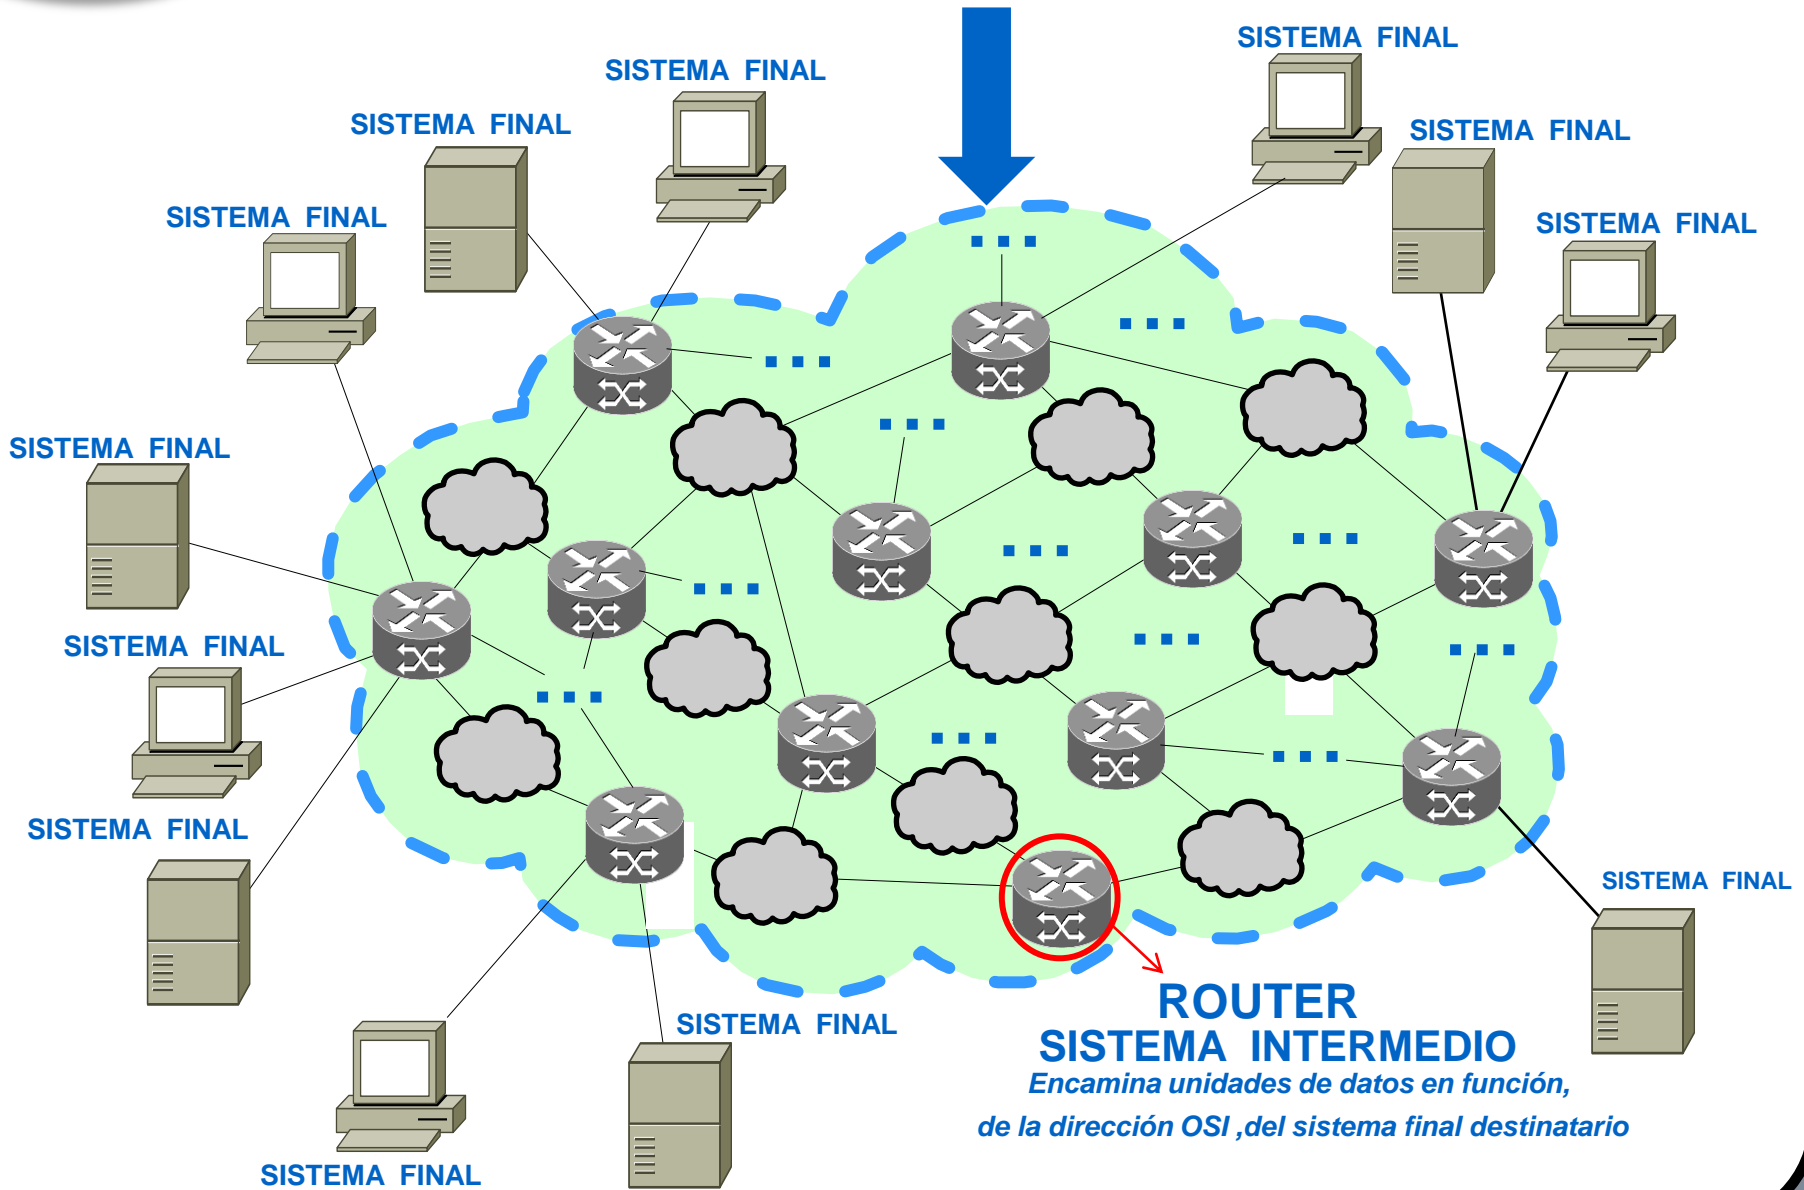 SISTEMA FINAL
SISTEMA FINAL
SISTEMA FINAL
SISTEMA FINAL
SISTEMA FINAL
SISTEMA FINAL
SISTEMA FINAL
SISTEMA FINAL
SISTEMA FINAL
SISTEMA FINAL
SISTEMA FINAL
ROUTER
SISTEMA FINAL
SISTEMA INTERMEDIO
Encamina unidades de datos en función,
de la dirección OSI ,del sistema final destinatario
SISTEMA FINAL